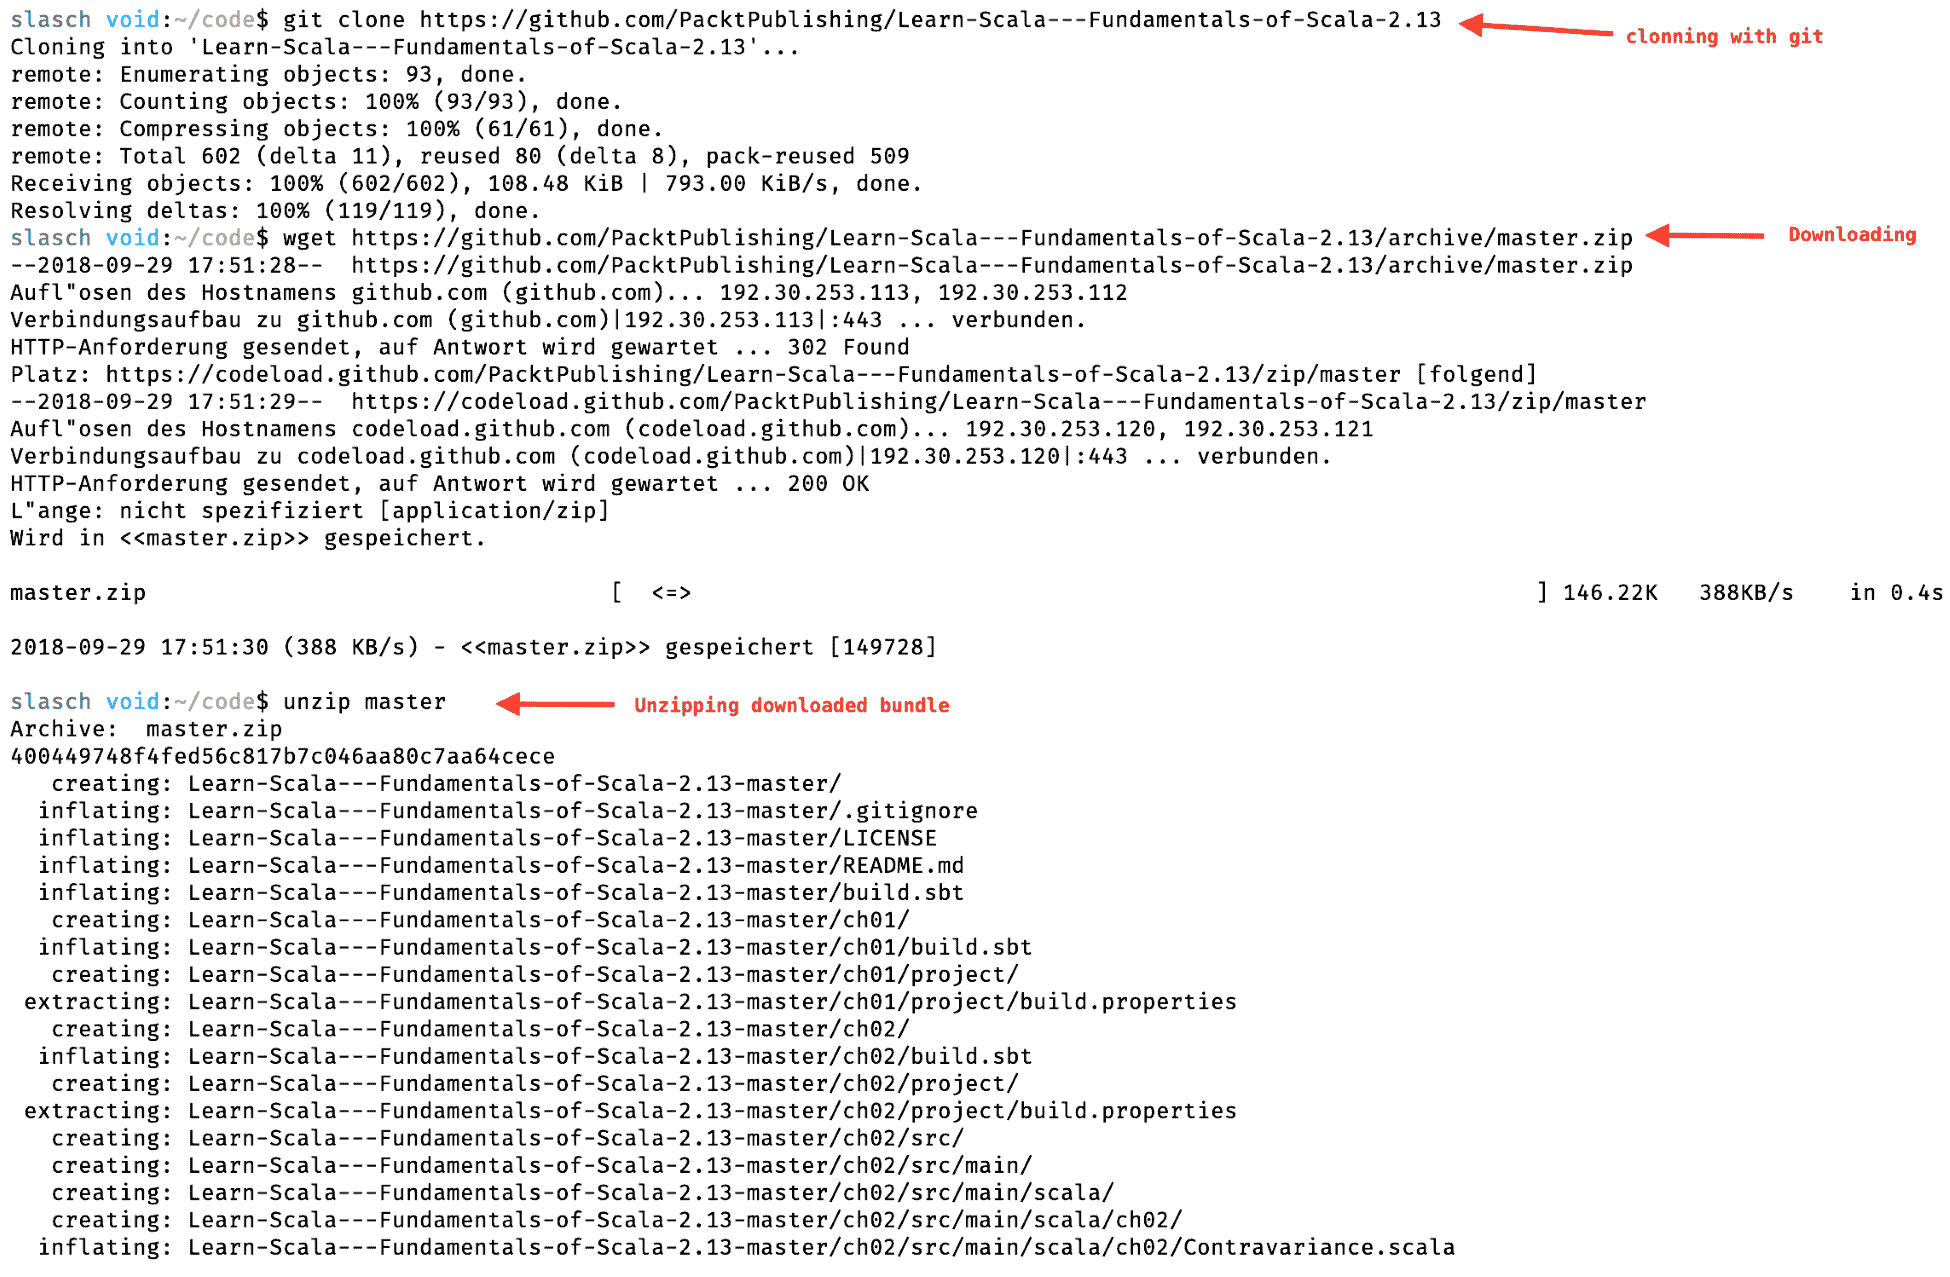 slasch void:~/code$ git clone https://github.com/PacktPublishing/Learn-Scala---Fundamentals-of-Scala-2.13
clonning with git
Cloning into 'Learn-Scala---Fundamentals-of-Scala-2.13'...
remote: Enumerating objects: 93, done.
remote: Counting objects: 100% (93/93), done.
remote: Compressing objects: 100% (61/61), done.
remote: Total 602 (delta 11), reused 80 (delta 8), pack-reused 509
Receiving objects: 100% (602/602), 108.48 KiB | 793.00 KiB/s, done.
Resolving deltas: 100% (119/119), done.
slasch void:~/code$ wget https://github.com/PacktPublishing/Learn-Scala---Fundamentals-of-Scala-2.13/archive/master.zip
Downloading
--2018-09-29 17:51:28--  https://github.com/PacktPublishing/Learn-Scala---Fundamentals-of-Scala-2.13/archive/master.zip
Aufl"osen des Hostnamens github.com (github.com)... 192.30.253.113, 192.30.253.112
Verbindungsaufbau zu github.com (github.com)|192.30.253.113|:443 ... verbunden.
HTTP-Anforderung gesendet, auf Antwort wird gewartet ... 302 Found
Platz: https://codeload.github.com/PacktPublishing/Learn-Scala---Fundamentals-of-Scala-2.13/zip/master [folgend]
--2018-09-29 17:51:29--  https://codeload.github.com/PacktPublishing/Learn-Scala---Fundamentals-of-Scala-2.13/zip/master
Aufl"osen des Hostnamens codeload.github.com (codeload.github.com)... 192.30.253.120, 192.30.253.121
Verbindungsaufbau zu codeload.github.com (codeload.github.com)|192.30.253.120|:443 ... verbunden.
HTTP-Anforderung gesendet, auf Antwort wird gewartet ... 200 OK
L"ange: nicht spezifiziert [application/zip]
Wird in <<master.zip>> gespeichert.
master.zip [  <=> ] 146.22K   388KB/s    in 0.4s
2018-09-29 17:51:30 (388 KB/s) - <<master.zip>> gespeichert [149728]
slasch void:~/code$ unzip master
Unzipping downloaded bundle
Archive:  master.zip
400449748f4fed56c817b7c046aa80c7aa64cece
creating: Learn-Scala---Fundamentals-of-Scala-2.13-master/
inflating: Learn-Scala---Fundamentals-of-Scala-2.13-master/.gitignore
inflating: Learn-Scala---Fundamentals-of-Scala-2.13-master/LICENSE
inflating: Learn-Scala---Fundamentals-of-Scala-2.13-master/README.md
inflating: Learn-Scala---Fundamentals-of-Scala-2.13-master/build.sbt
creating: Learn-Scala---Fundamentals-of-Scala-2.13-master/ch01/
inflating: Learn-Scala---Fundamentals-of-Scala-2.13-master/ch01/build.sbt
creating: Learn-Scala---Fundamentals-of-Scala-2.13-master/ch01/project/
extracting: Learn-Scala---Fundamentals-of-Scala-2.13-master/ch01/project/build.properties
creating: Learn-Scala---Fundamentals-of-Scala-2.13-master/ch02/
inflating: Learn-Scala---Fundamentals-of-Scala-2.13-master/ch02/build.sbt
creating: Learn-Scala---Fundamentals-of-Scala-2.13-master/ch02/project/
extracting: Learn-Scala---Fundamentals-of-Scala-2.13-master/ch02/project/build.properties
creating: Learn-Scala---Fundamentals-of-Scala-2.13-master/ch02/src/
creating: Learn-Scala---Fundamentals-of-Scala-2.13-master/ch02/src/main/
creating: Learn-Scala---Fundamentals-of-Scala-2.13-master/ch02/src/main/scala/
creating: Learn-Scala---Fundamentals-of-Scala-2.13-master/ch02/src/main/scala/ch02/
inflating: Learn-Scala---Fundamentals-of-Scala-2.13-master/ch02/src/main/scala/ch02/Contravariance.scala